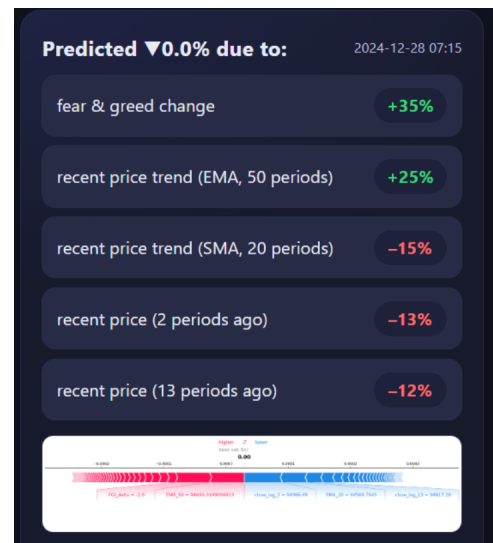 Predicted ▼0.0% due to:
2024-12-28 07:15
fear & greed change
+35%
recent price trend (EMA, 50 periods)
+25%
recent price trend (SMA, 20 periods)
−15%
recent price (2 periods ago)
−13%
recent price (13 periods ago)
−12%
higher ⇄ lower
0.00